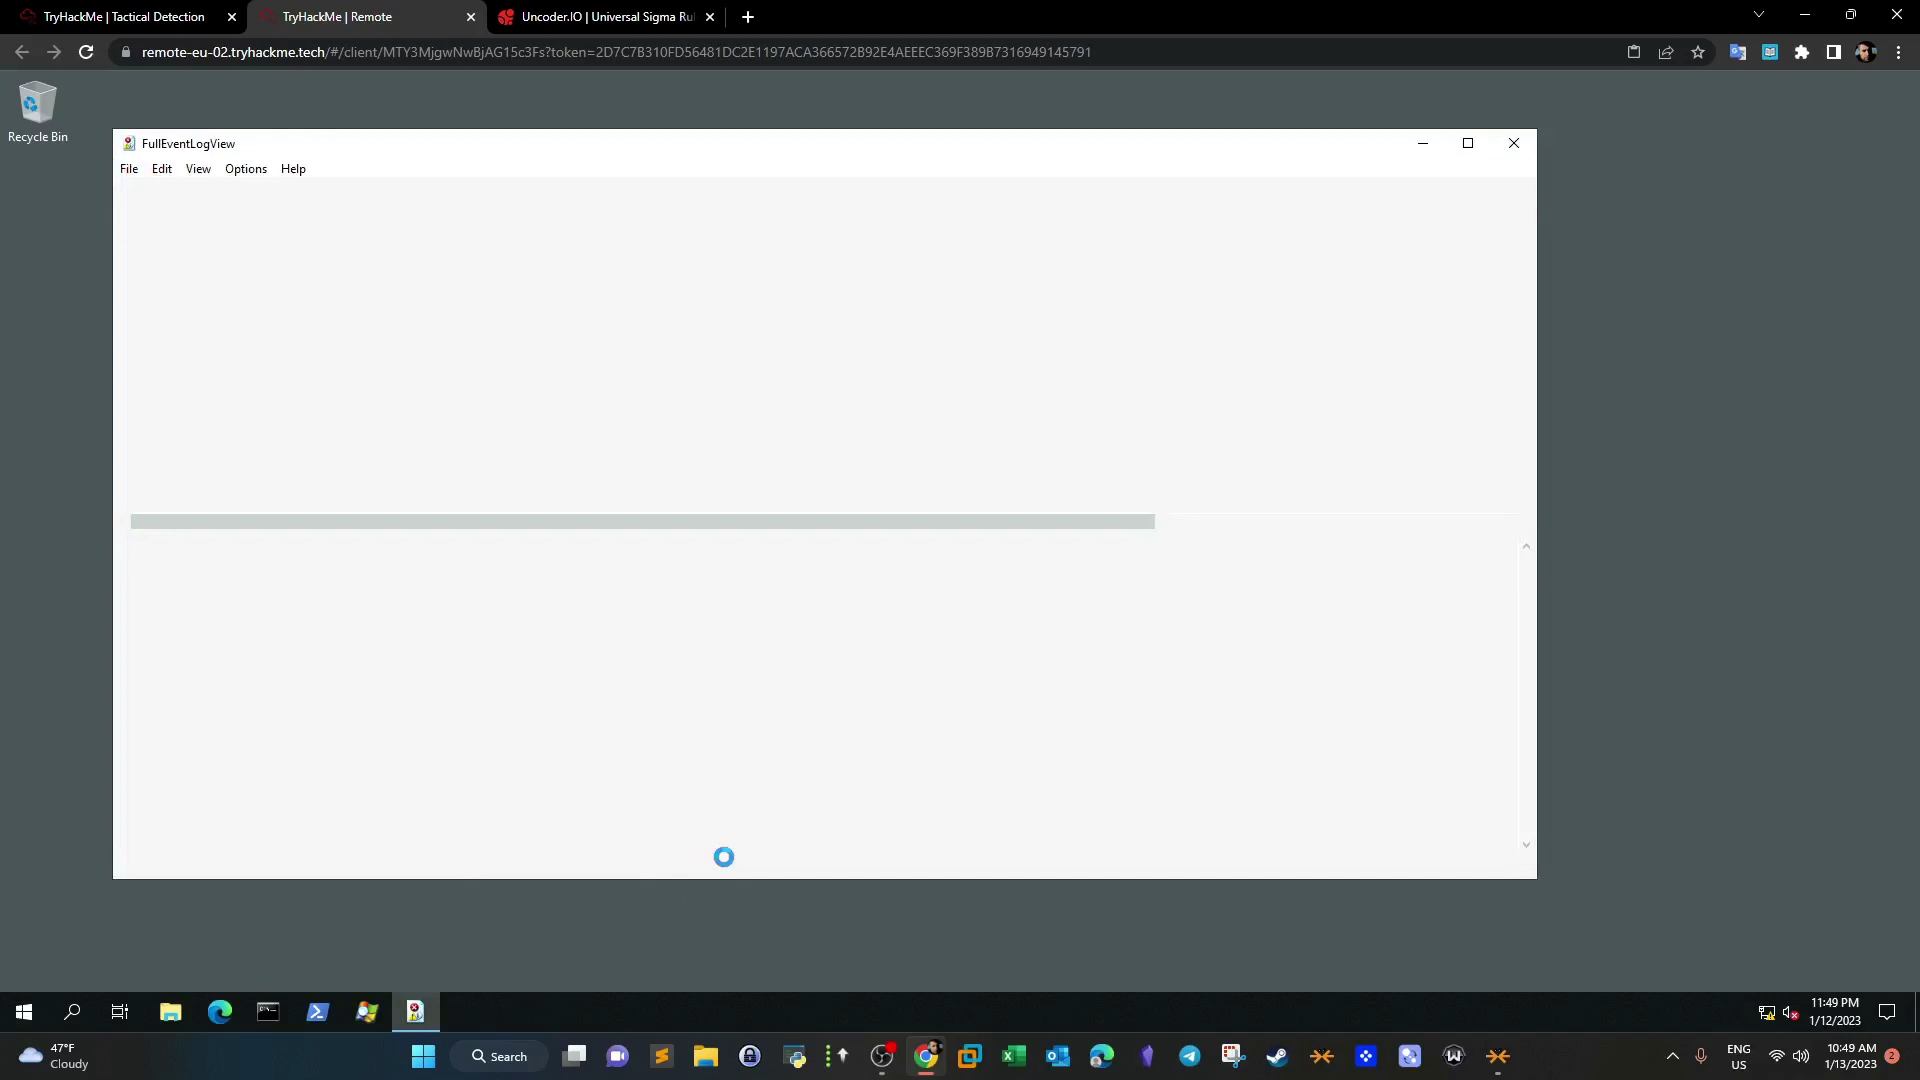 TryHackMe | Tactical Detection
TryHackMe | Remote
Uncoder.IO | Universal Sigma Ru
remote-eu-02.tryhackme.tech/#/client/MTY3MjgwNwBjAG15c3Fs?token=2D7C7B310FD56481DC2E1197ACA366572B92E4AEEEC369F389B7316949145791
Recycle Bin
FullEventLogView
File Edit View Options Help
11:49 PM
1/12/2023
47°F
Cloudy
Search
ENG
US
10:49 AM
1/13/2023
2